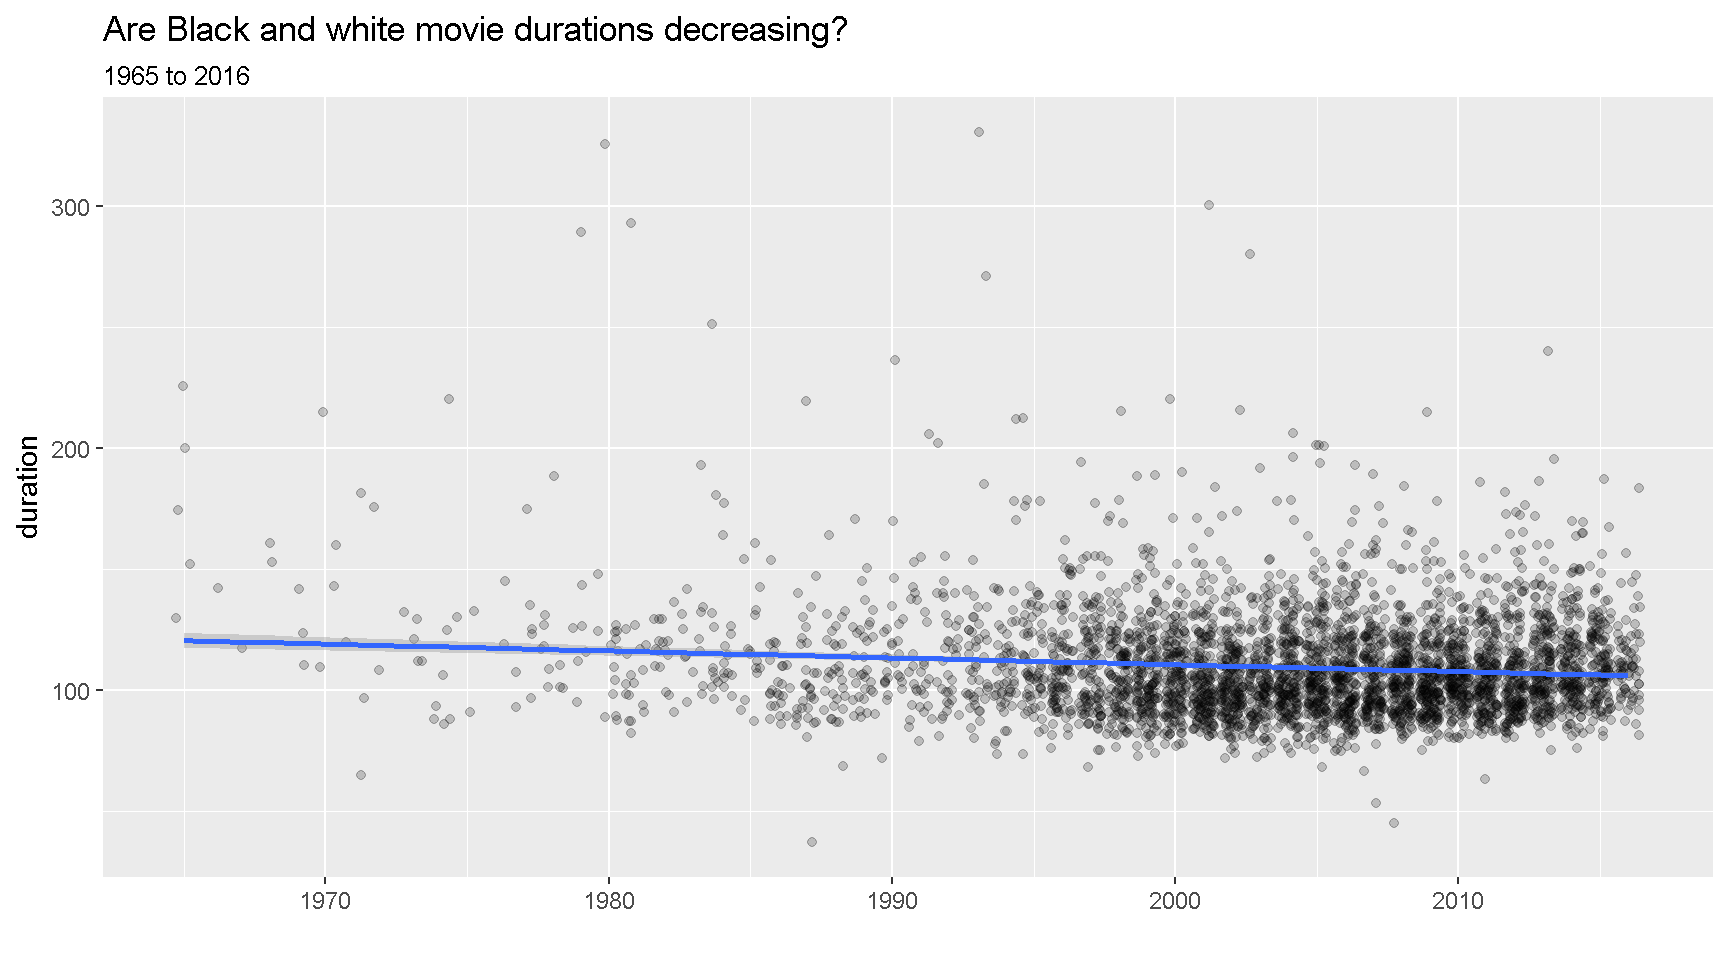 Are Black and white movie durations decreasing?
1965 to 2016
300
200
100
duration
1970 1980 1990 2000 2010